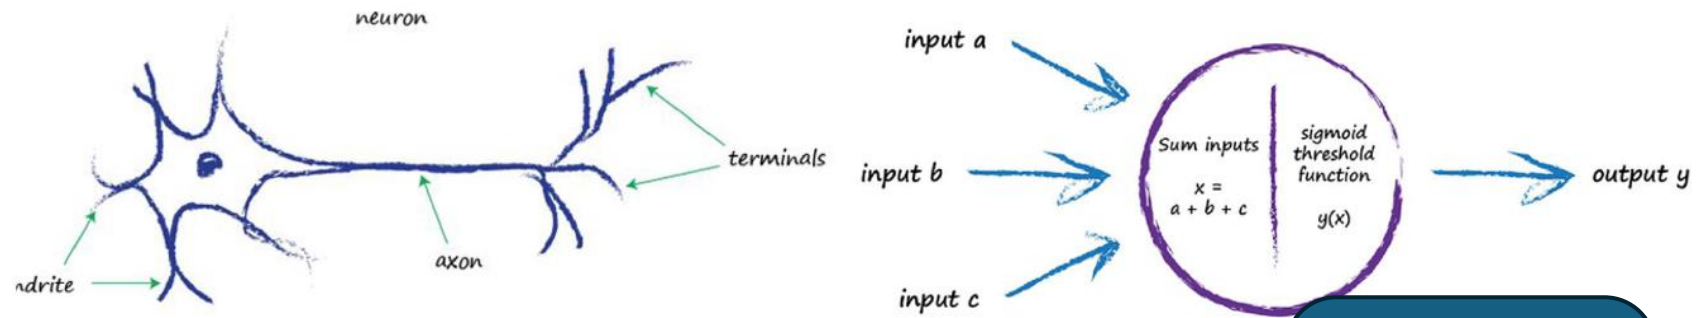 neuron
terminals
axon
ndrite
input a
input b
input c
Sum inputs
x =
a + b + c
sigmoid
threshold
function
y(x)
output y